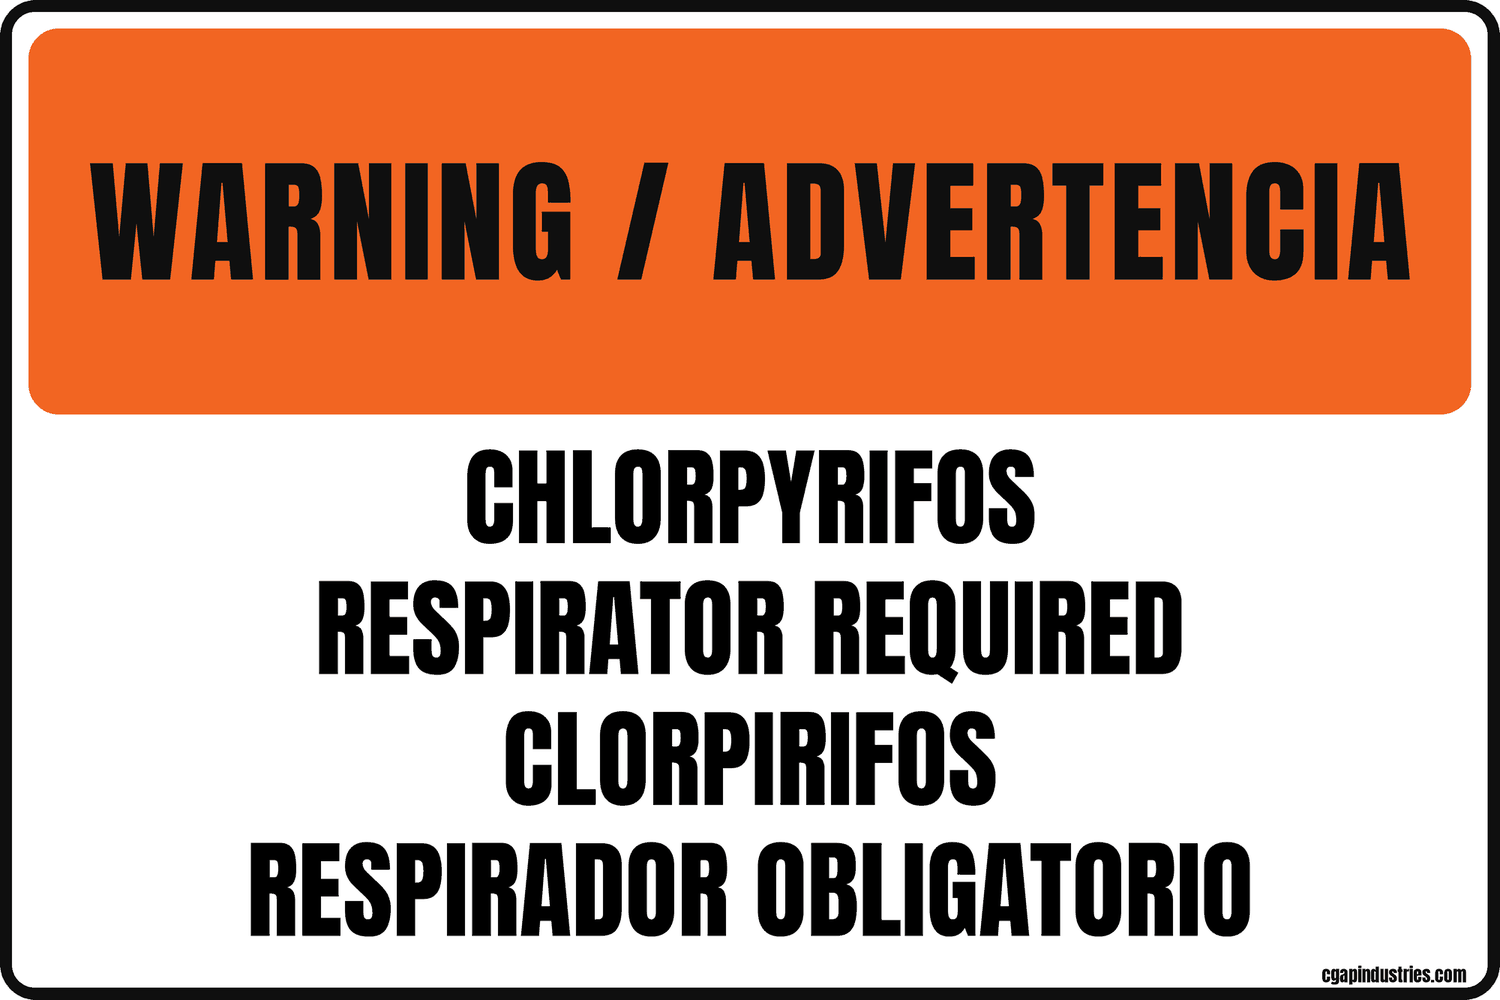 WARNING / ADVERTENCIA
CHLORPYRIFOS
RESPIRATOR REQUIRED
CLORPIRIFOS
RESPIRADOR OBLIGATORIO
cgapindustries.com